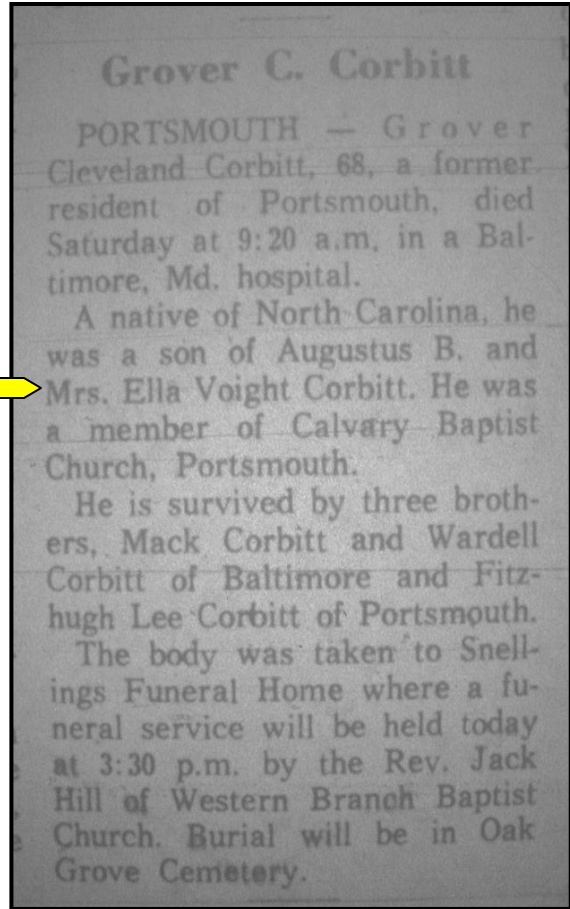 Grover C. Corbitt
PORTSMOUTH — Grover
Cleveland Corbitt, 68, a former
resident of Portsmouth, died
Saturday at 9:20 a.m. in a Bal-
timore, Md. hospital.
A native of North Carolina, he
was a son of Augustus B. and
Mrs. Ella Voight Corbitt. He was
a member of Calvary Baptist
Church, Portsmouth.
He is survived by three broth-
ers, Mack Corbitt and Wardell
Corbitt of Baltimore and Fitz-
hugh Lee Corbitt of Portsmouth.
The body was taken to Snell-
ings Funeral Home where a fu-
neral service will be held today
at 3:30 p.m. by the Rev. Jack
Hill of Western Branch Baptist
Church. Burial will be in Oak
Grove Cemetery.